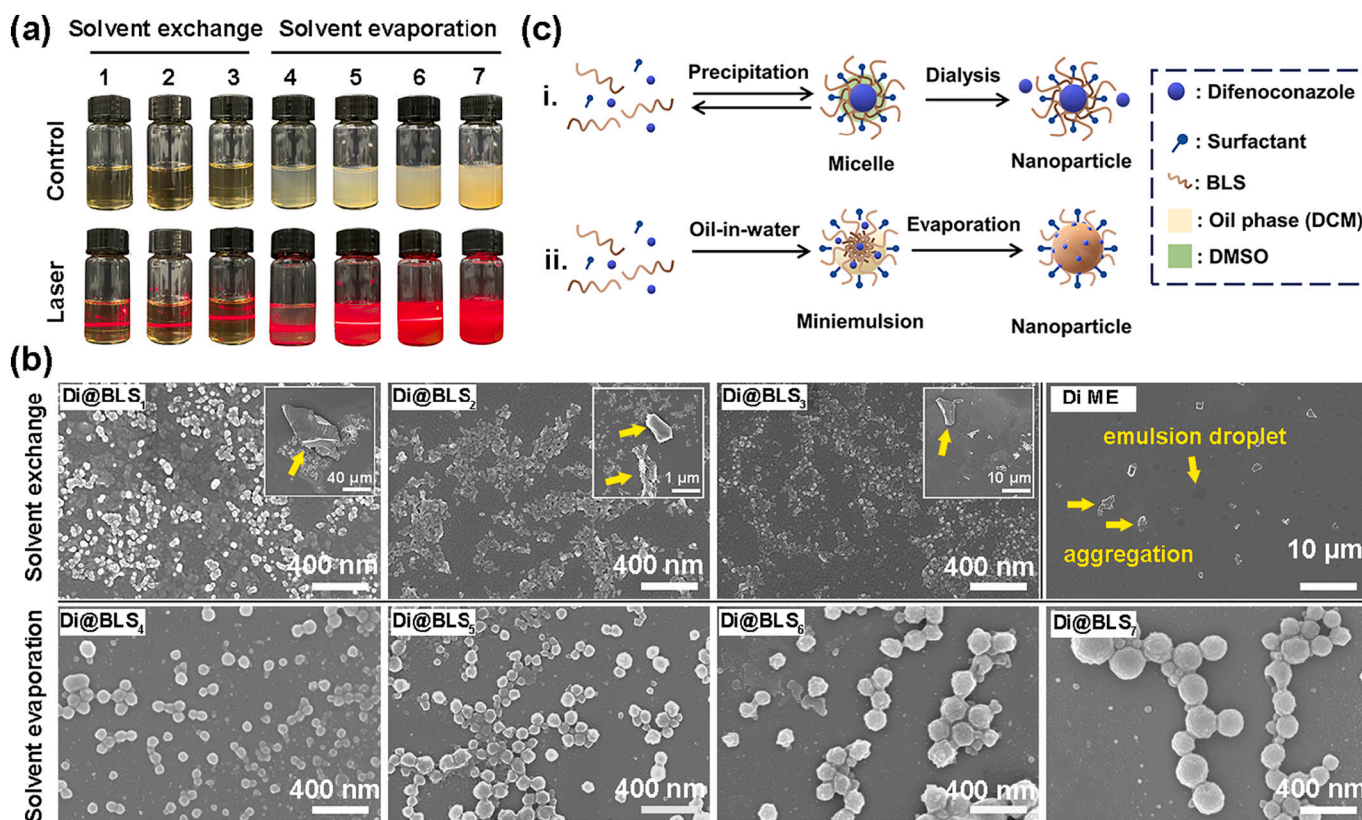 (a)
Solvent exchange
Solvent evaporation
1 2 3 4 5 6 7
Control
Laser
(c)
i.
Precipitation
Dialysis
Micelle
Nanoparticle
ii.
Oil-in-water
Evaporation
Miniemulsion
Nanoparticle
: Difenoconazole
: Surfactant
: BLS
: Oil phase (DCM)
: DMSO
(b)
Solvent exchange
Di@BLS1
40 μm
400 nm
Di@BLS2
1 μm
400 nm
Di@BLS3
10 μm
400 nm
Di ME
emulsion droplet
aggregation
10 μm
Solvent evaporation
Di@BLS4
400 nm
Di@BLS5
400 nm
Di@BLS6
400 nm
Di@BLS7
400 nm